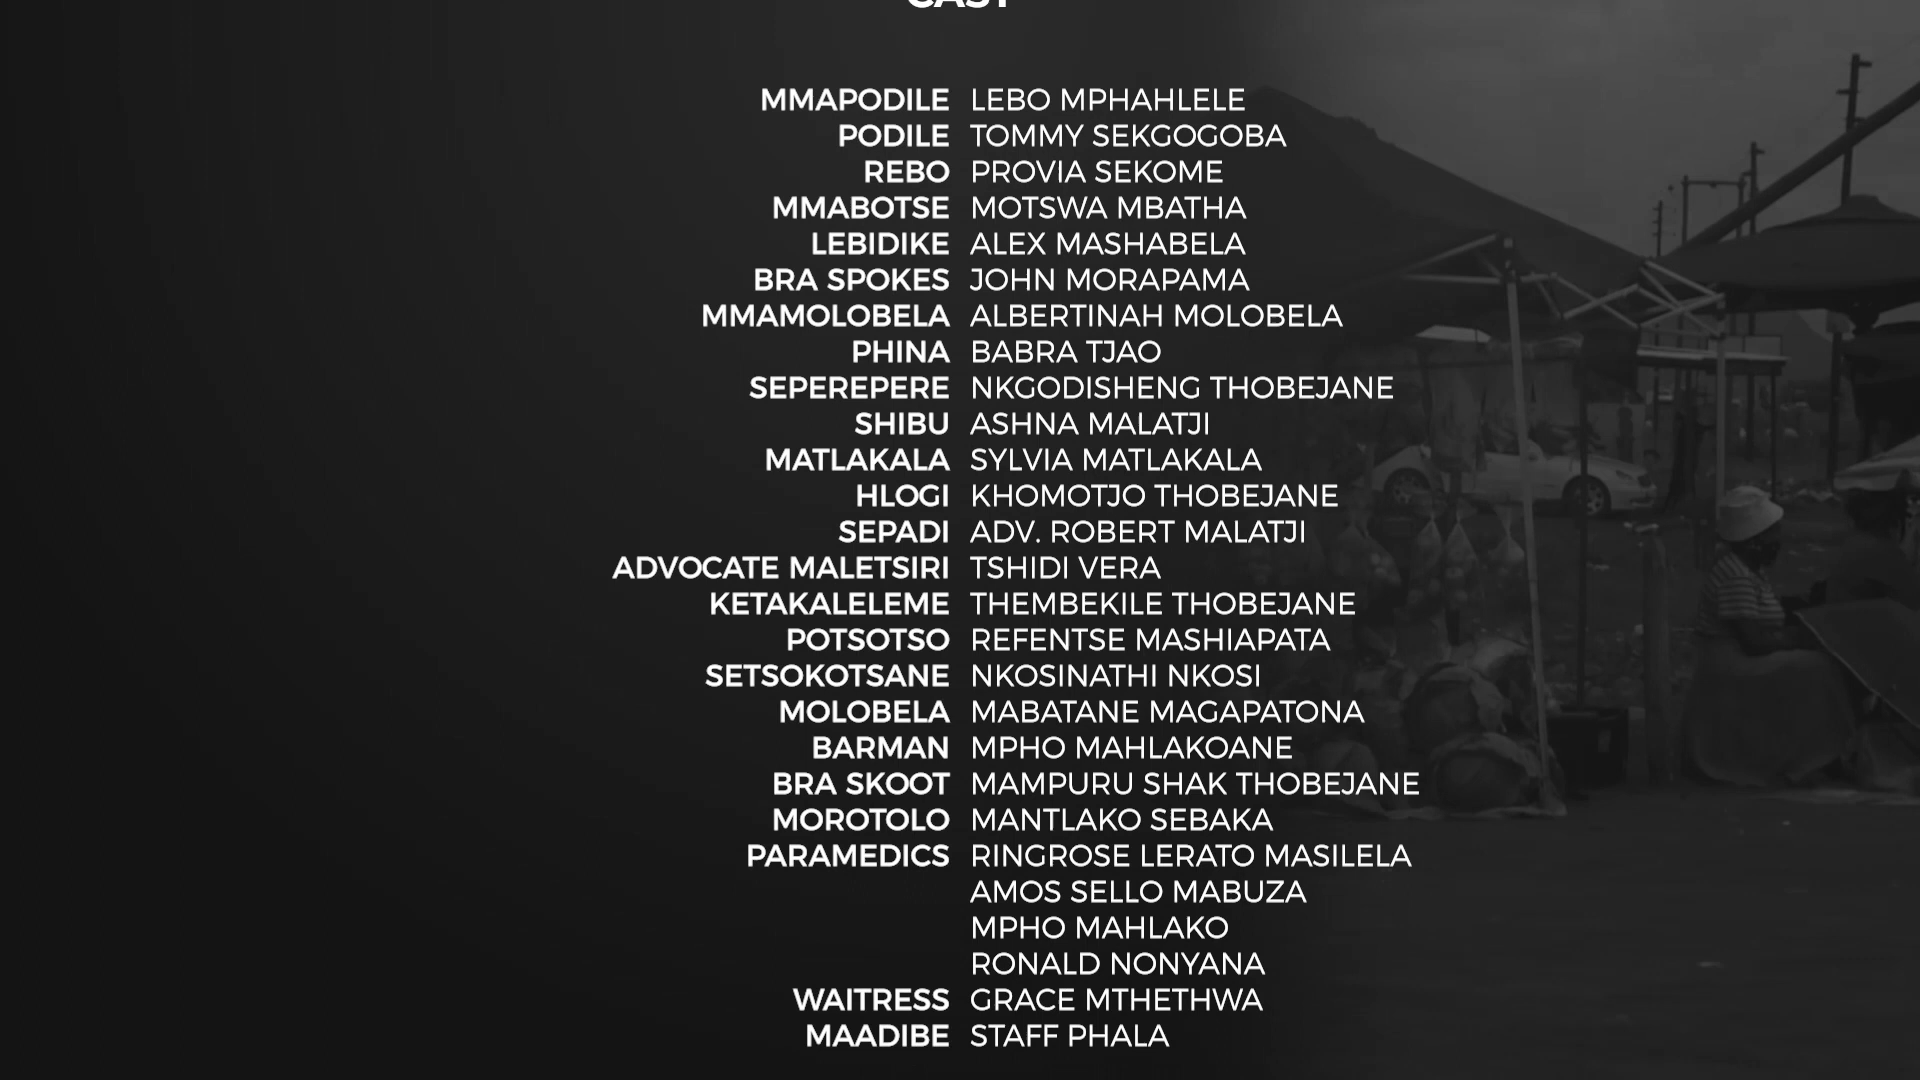 CAST
MMAPODILE LEBO MPHAHLELE
PODILE TOMMY SEKGOGOBA
REBO PROVIA SEKOME
MMABOTSE MOTSWA MBATHA
LEBIDIKE ALEX MASHABELA
BRA SPOKES JOHN MORAPAMA
MMAMOLOBELA ALBERTINAH MOLOBELA
PHINA BABRA TJAO
SEPEREPERE NKGODISHENG THOBEJANE
SHIBU ASHNA MALATJI
MATLAKALA SYLVIA MATLAKALA
HLOGI KHOMOTJO THOBEJANE
SEPADI ADV. ROBERT MALATJI
ADVOCATE MALETSIRI TSHIDI VERA
KETAKALELEME THEMBEKILE THOBEJANE
POTSOTSO REFENTSE MASHIAPATA
SETSOKOTSANE NKOSINATHI NKOSI
MOLOBELA MABATANE MAGAPATONA
BARMAN MPHO MAHLAKOANE
BRA SKOOT MAMPURU SHAK THOBEJANE
MOROTOLO MANTLAKO SEBAKA
PARAMEDICS RINGROSE LERATO MASILELA
AMOS SELLO MABUZA
MPHO MAHLAKO
RONALD NONYANA
WAITRESS GRACE MTHETHWA
MAADIBE STAFF PHALA